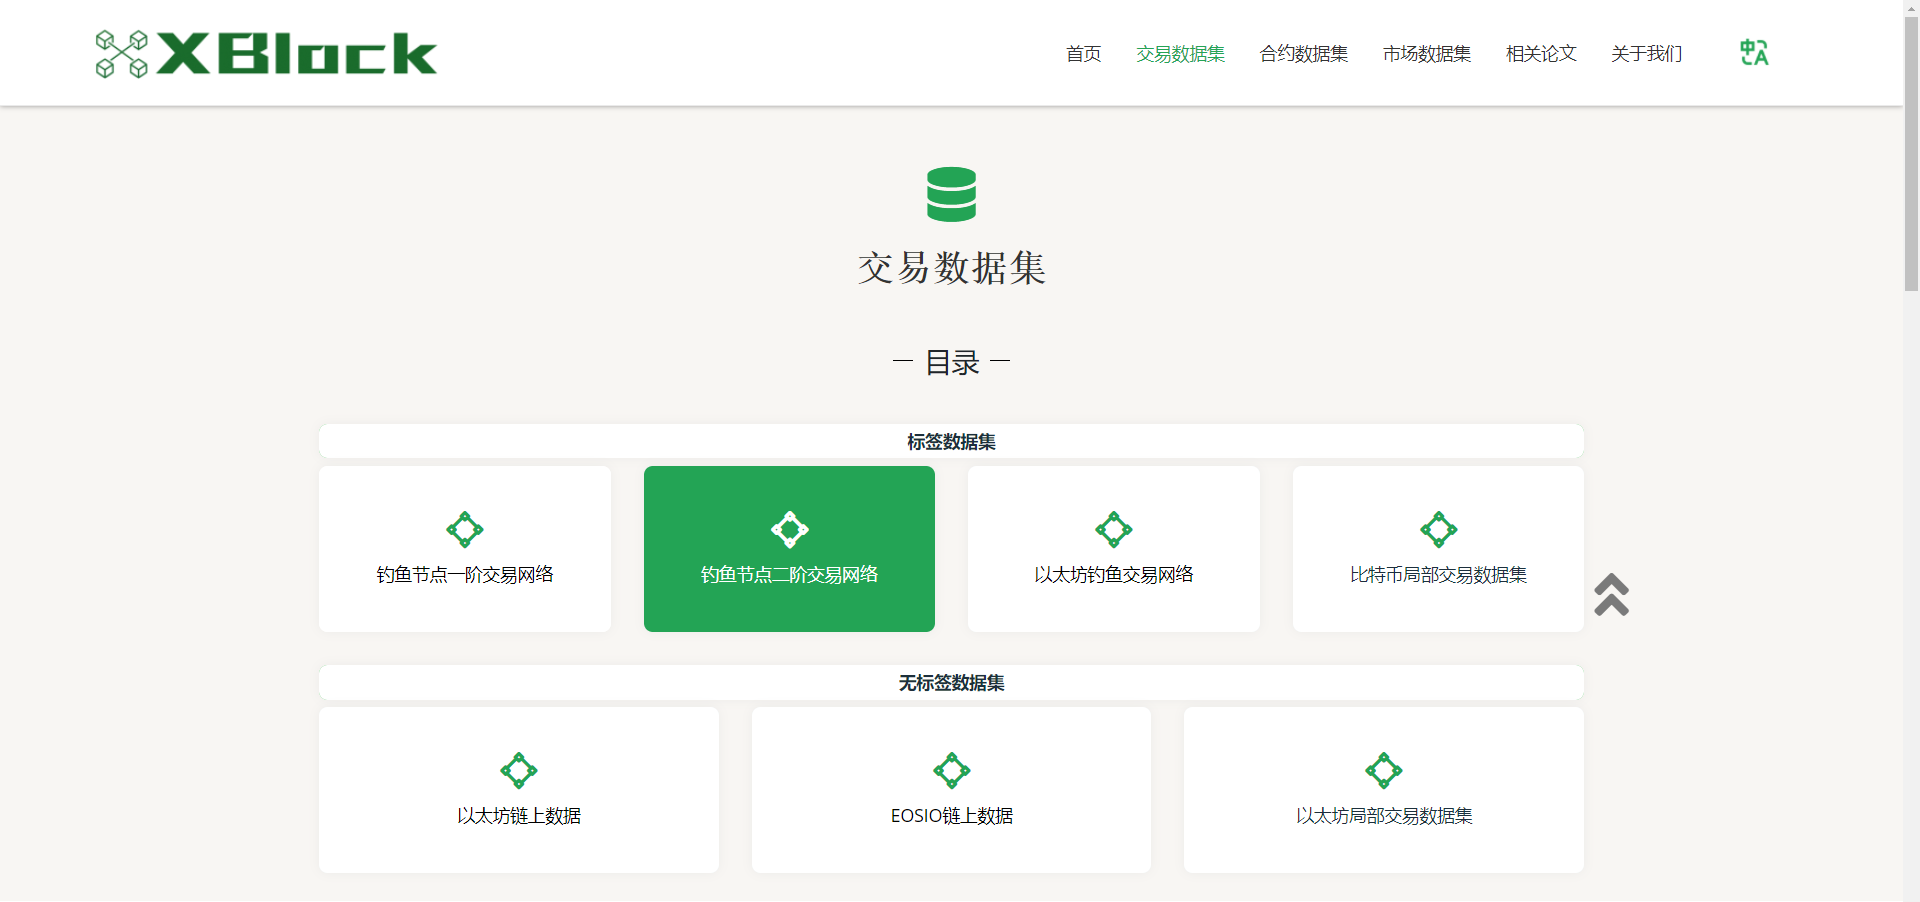 XBlock
首页 交易数据集 合约数据集 市场数据集 相关论文 关于我们 中A
交易数据集
目录
标签数据集
钓鱼节点一阶交易网络 钓鱼节点二阶交易网络 以太坊钓鱼交易网络 比特币局部交易数据集
无标签数据集
以太坊链上数据 EOSIO链上数据 以太坊局部交易数据集